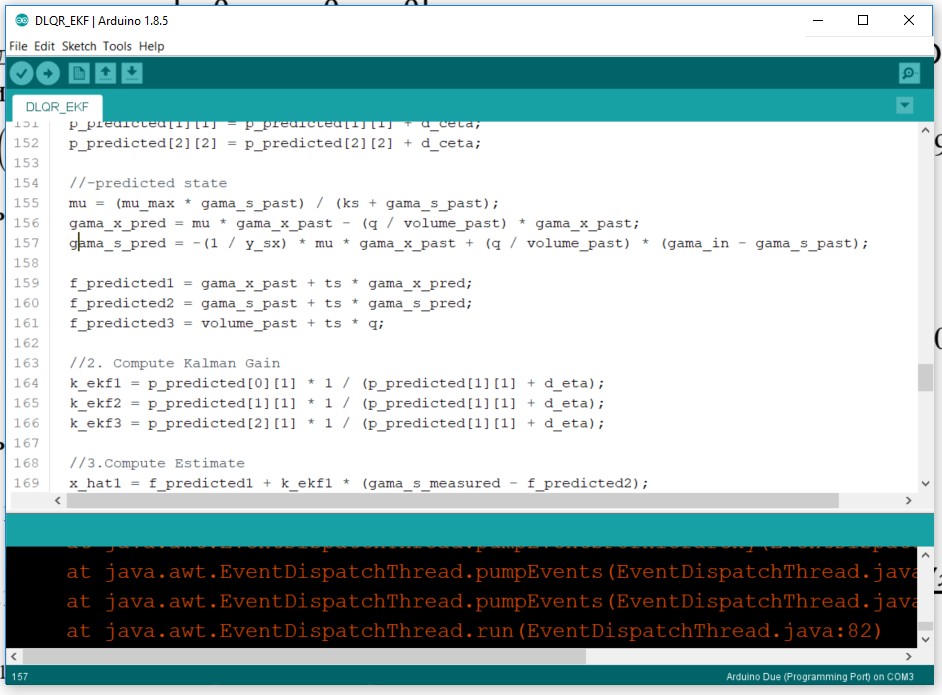 DLQR_EKF | Arduino 1.8.5
File Edit Sketch Tools Help
DLQR_EKF
151 p_predicted[1][1] = p_predicted[1][1] + d_ceta;
152 p_predicted[2][2] = p_predicted[2][2] + d_ceta;
153
154 //-predicted state
155 mu = (mu_max * gama_s_past) / (ks + gama_s_past);
156 gama_x_pred = mu * gama_x_past - (q / volume_past) * gama_x_past;
157 gama_s_pred = -(1 / y_sx) * mu * gama_x_past + (q / volume_past) * (gama_in - gama_s_past);
158
159 f_predicted1 = gama_x_past + ts * gama_x_pred;
160 f_predicted2 = gama_s_past + ts * gama_s_pred;
161 f_predicted3 = volume_past + ts * q;
162
163 //2. Compute Kalman Gain
164 k_ekf1 = p_predicted[0][1] * 1 / (p_predicted[1][1] + d_eta);
165 k_ekf2 = p_predicted[1][1] * 1 / (p_predicted[1][1] + d_eta);
166 k_ekf3 = p_predicted[2][1] * 1 / (p_predicted[1][1] + d_eta);
167
168 //3.Compute Estimate
169 x_hat1 = f_predicted1 + k_ekf1 * (gama_s_measured - f_predicted2);
at java.awt.EventDispatchThread.pumpEvents(EventDispatchThread.java
at java.awt.EventDispatchThread.pumpEvents(EventDispatchThread.java
at java.awt.EventDispatchThread.run(EventDispatchThread.java:82)
157 Arduino Due (Programming Port) on COM3